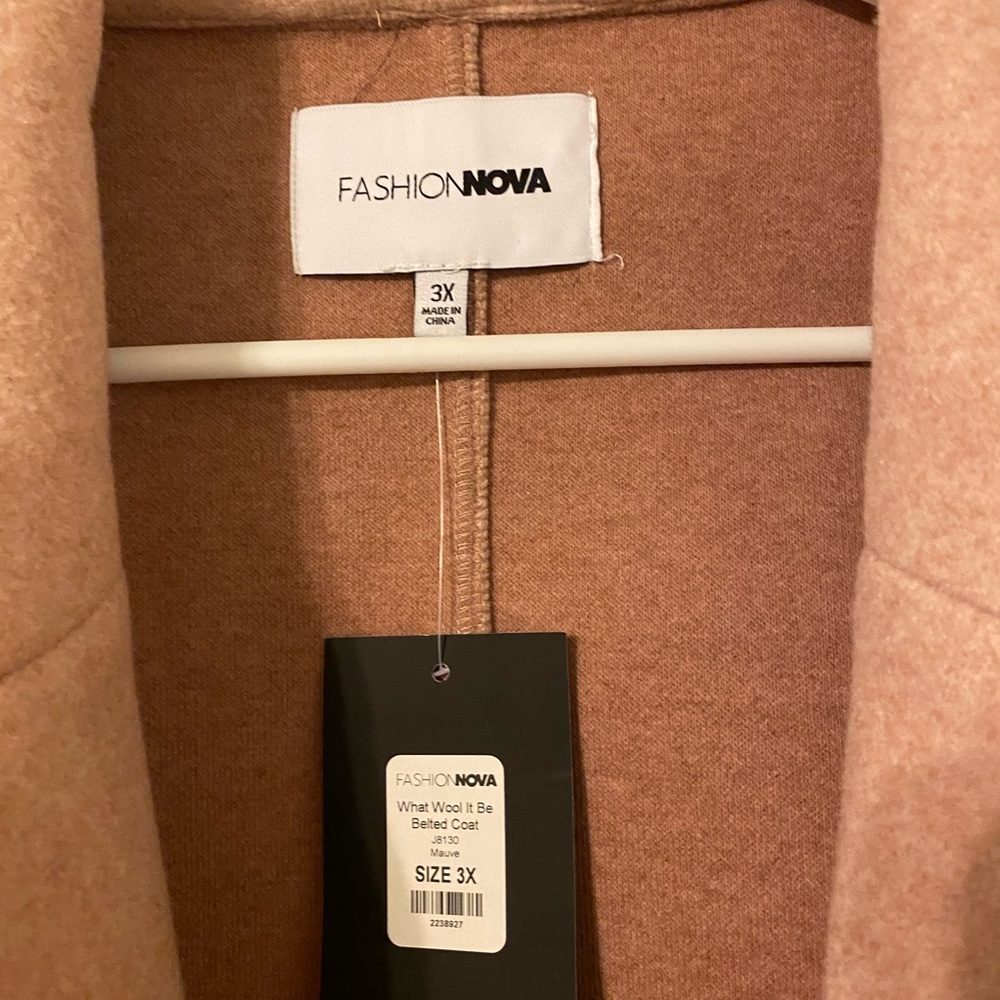 FASHIONNOVA
3X
MADE IN
CHINA
FASHIONNOVA
What Wool It Be
Belted Coat
J8130
Mauve
SIZE 3X
2238927